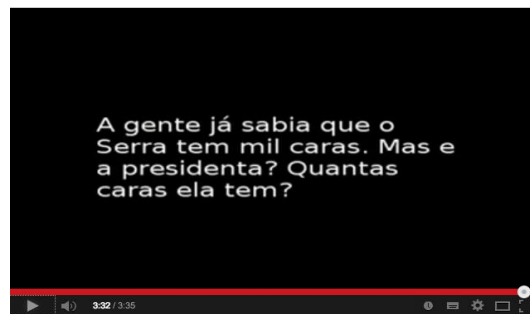 A gente já sabia que o
Serra tem mil caras. Mas e
a presidenta? Quantas
caras ela tem?
3:32 / 3:35